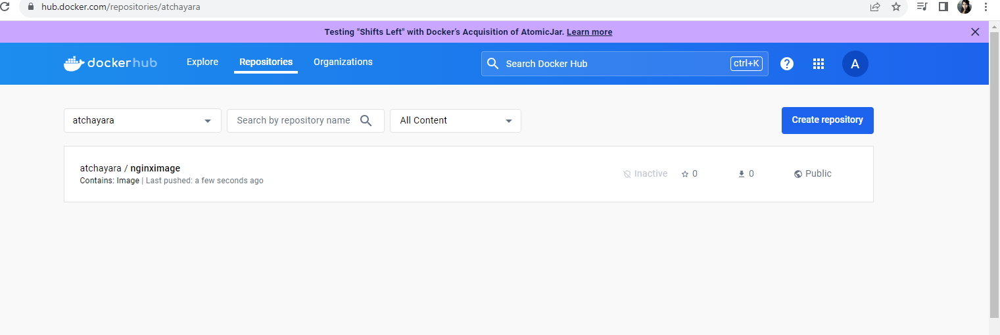 hub.docker.com/repositories/atchayara
Testing "Shifts Left" with Docker's Acquisition of AtomicJar. Learn more
dockerhub Explore Repositories Organizations Search Docker Hub ctrl+K ? A
atchayara Search by repository name All Content Create repository
atchayara / nginximage
Contains: Image | Last pushed: a few seconds ago
Inactive 0 0 Public